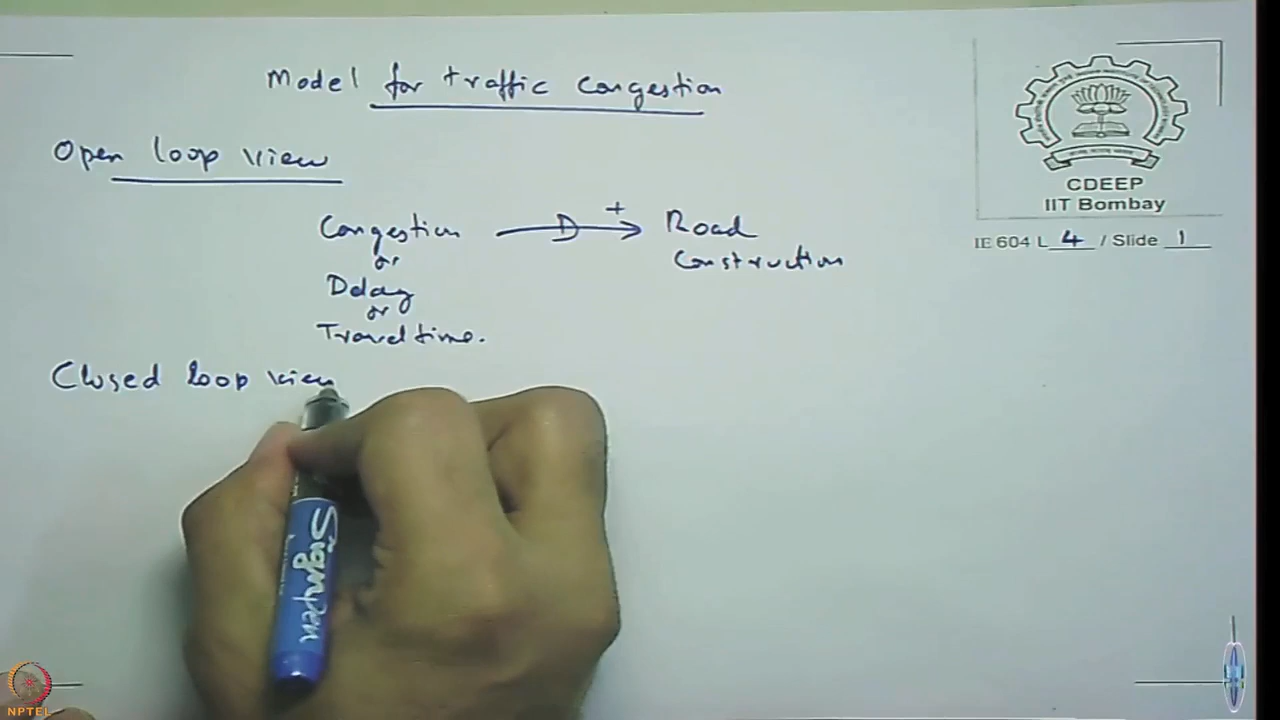 Model for traffic Congestion
Open loop view
Congestion D + Road
Construction
or
Delay
or
Travel time.
Closed loop view
CDEEP
IIT Bombay
IE 604 L 4 / Slide 1
Signpen
NPTEL